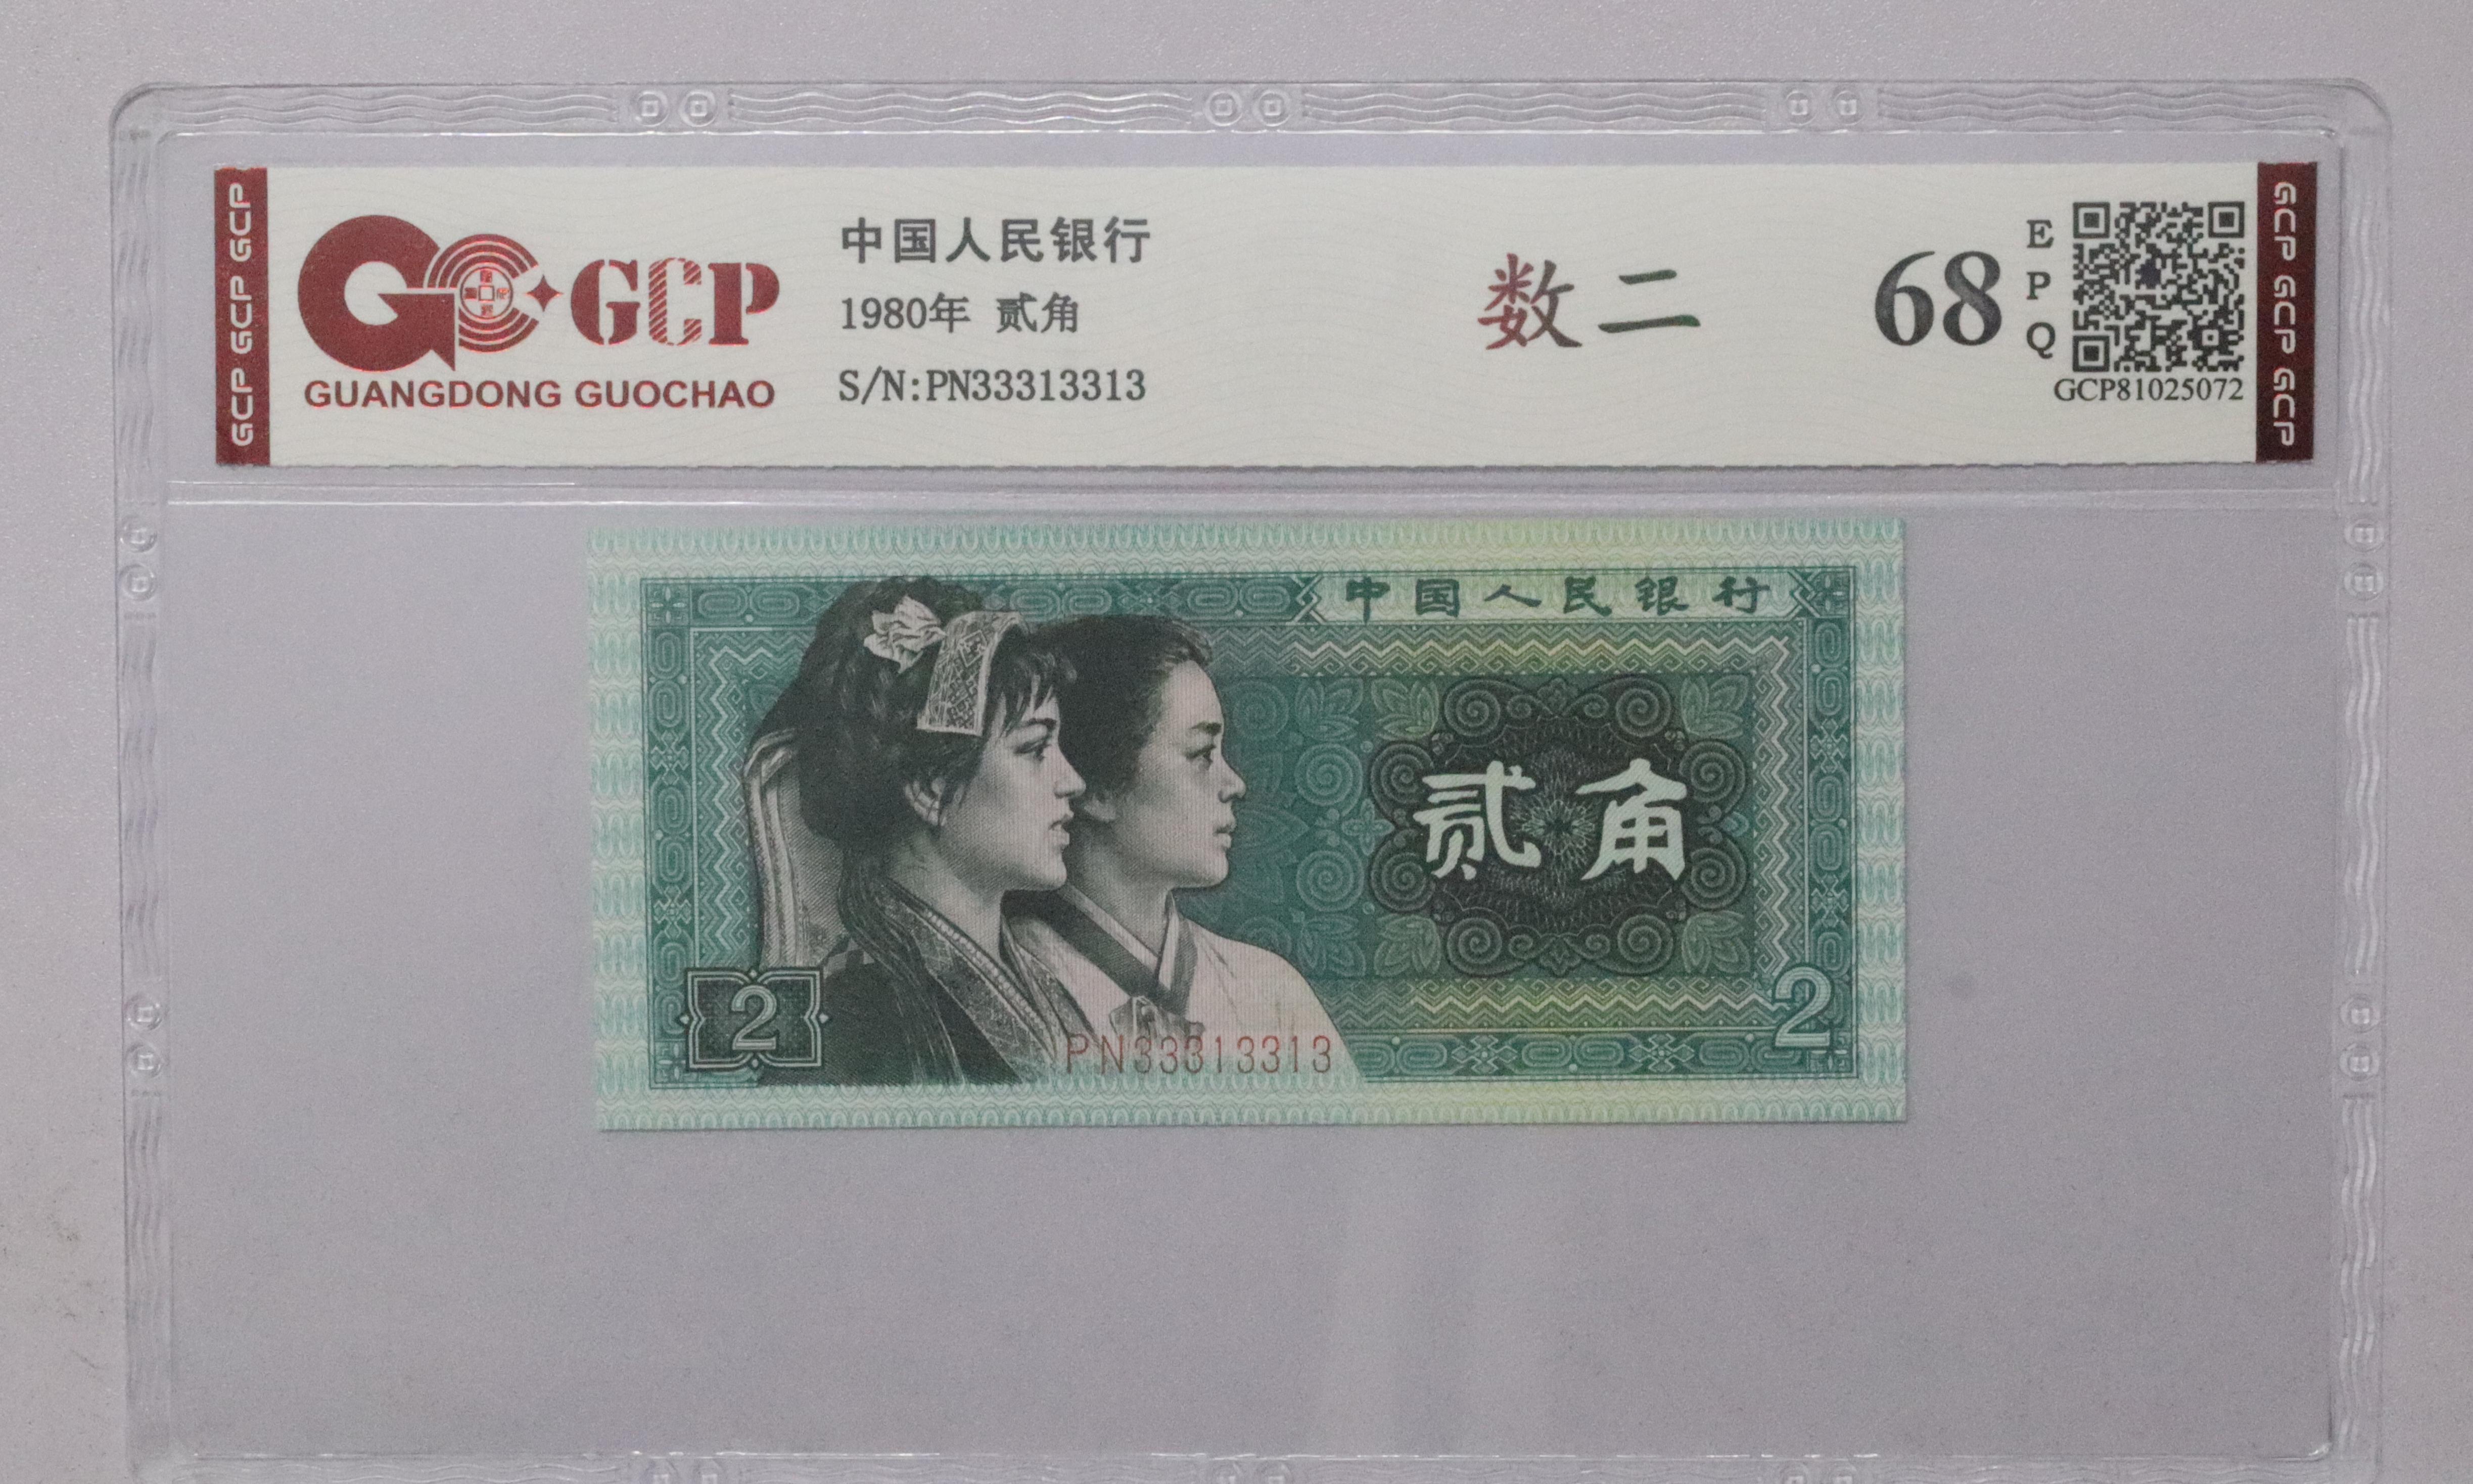 GCP GCP GCP
GCP
GUANGDONG GUOCHAO
中国人民银行
1980年 贰角
S/N:PN33313313
数二
68
E
P
Q
GCP81025072
GCP GCP GCP
中国人民银行
贰角
2
2
PN33313313